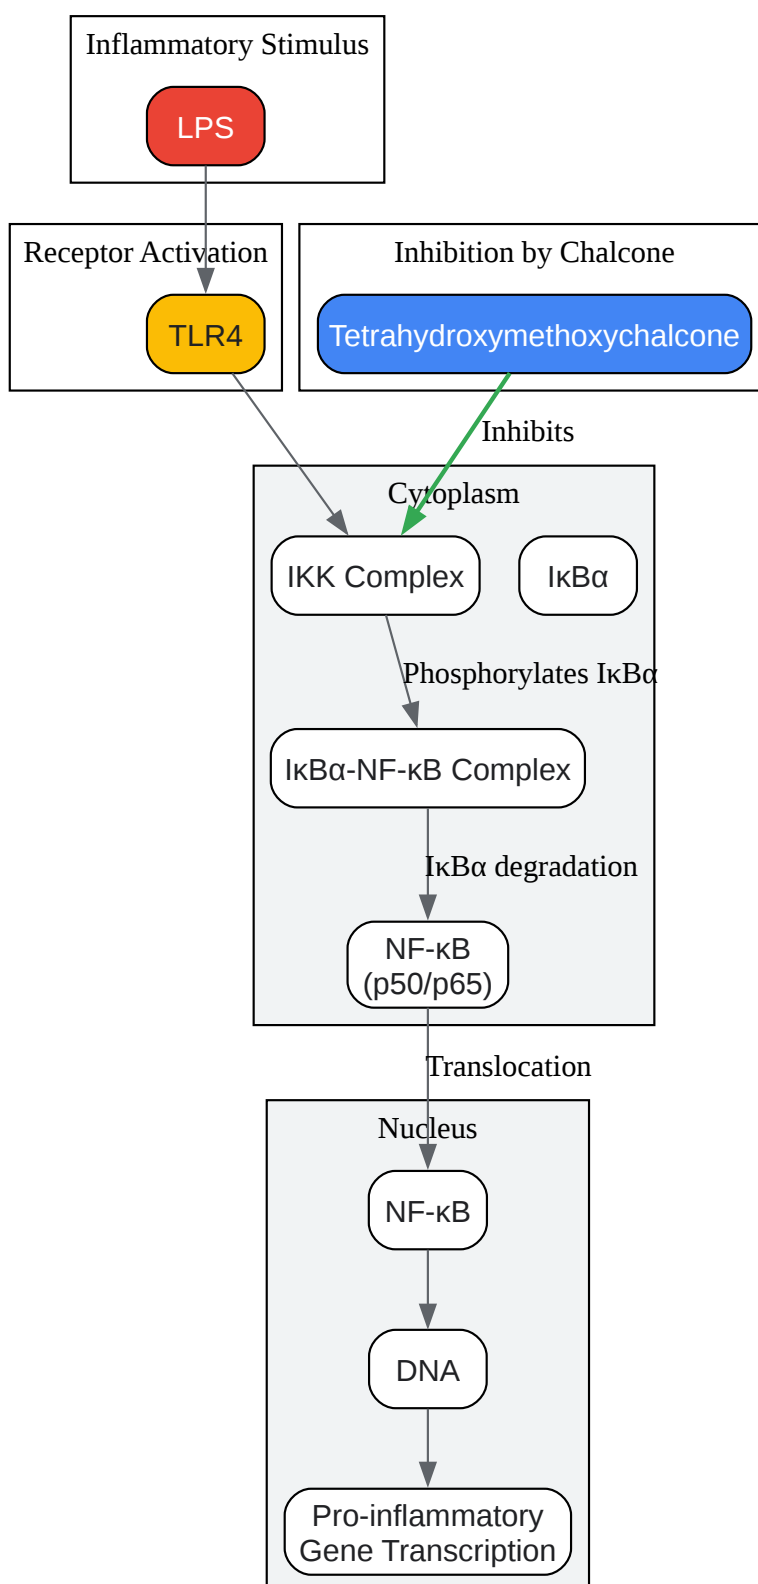 Inflammatory Stimulus
LPS
Receptor Activation
Inhibition by Chalcone
TLR4
Tetrahydroxymethoxychalcone
Inhibits
Cytoplasm
IKK Complex
IκBα
Phosphorylates IκBα
IκBα-NF-κB Complex
IκBα degradation
NF-κB
(p50/p65)
Translocation
Nucleus
NF-κB
DNA
Pro-inflammatory
Gene Transcription